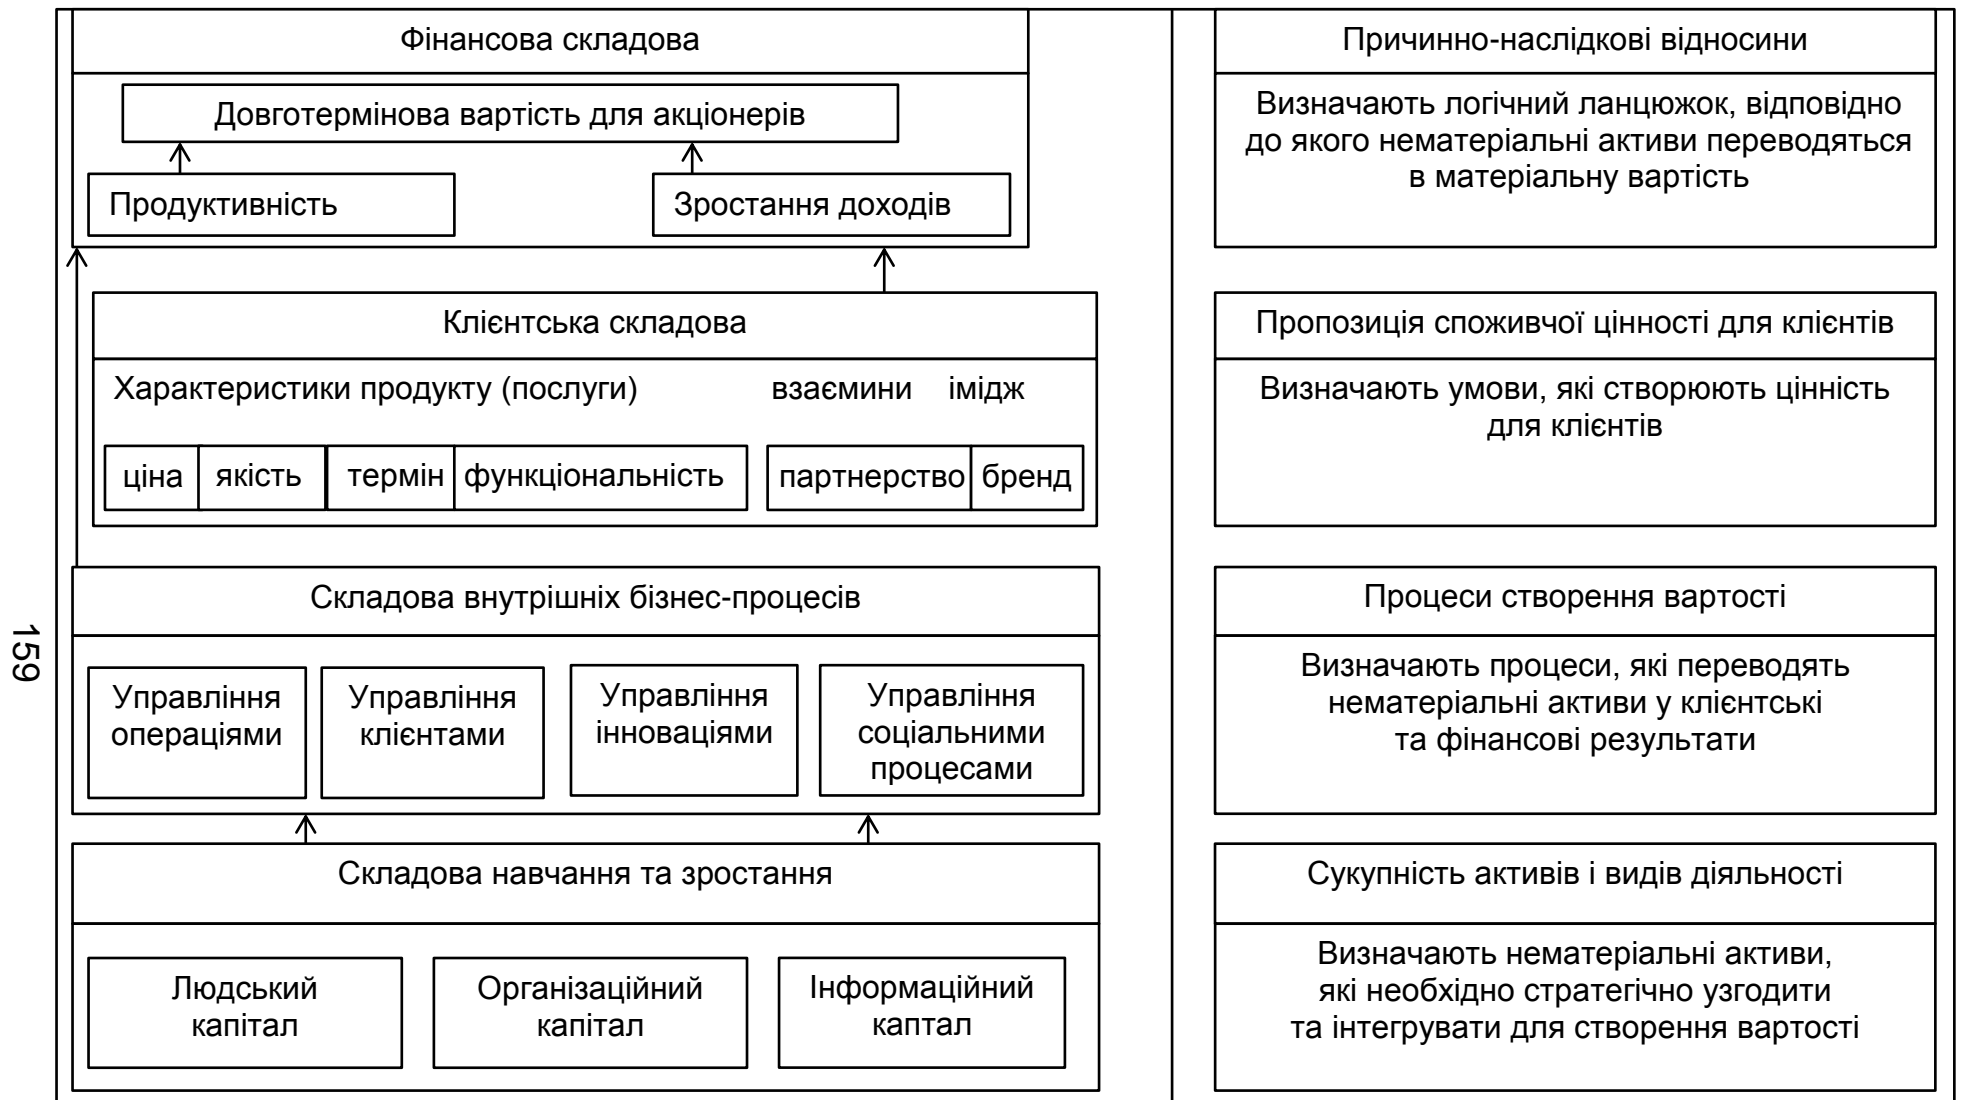 Фінансова складова
Довготермінова вартість для акціонерів
Продуктивність
Зростання доходів
Причинно-наслідкові відносини
Визначають логічний ланцюжок, відповідно
до якого нематеріальні активи переводяться
в матеріальну вартість
Клієнтська складова
Характеристики продукту (послуги) взаємини імідж
ціна якість термін функціональність партнерство бренд
Пропозиція споживчої цінності для клієнтів
Визначають умови, які створюють цінність
для клієнтів
Складова внутрішніх бізнес-процесів
Управління
операціями
Управління
клієнтами
Управління
інноваціями
Управління
соціальними
процесами
Процеси створення вартості
Визначають процеси, які переводять
нематеріальні активи у клієнтські
та фінансові результати
Складова навчання та зростання
Людський
капітал
Організаційний
капітал
Інформаційний
каптал
Сукупність активів і видів діяльності
Визначають нематеріальні активи,
які необхідно стратегічно узгодити
та інтегрувати для створення вартості
159